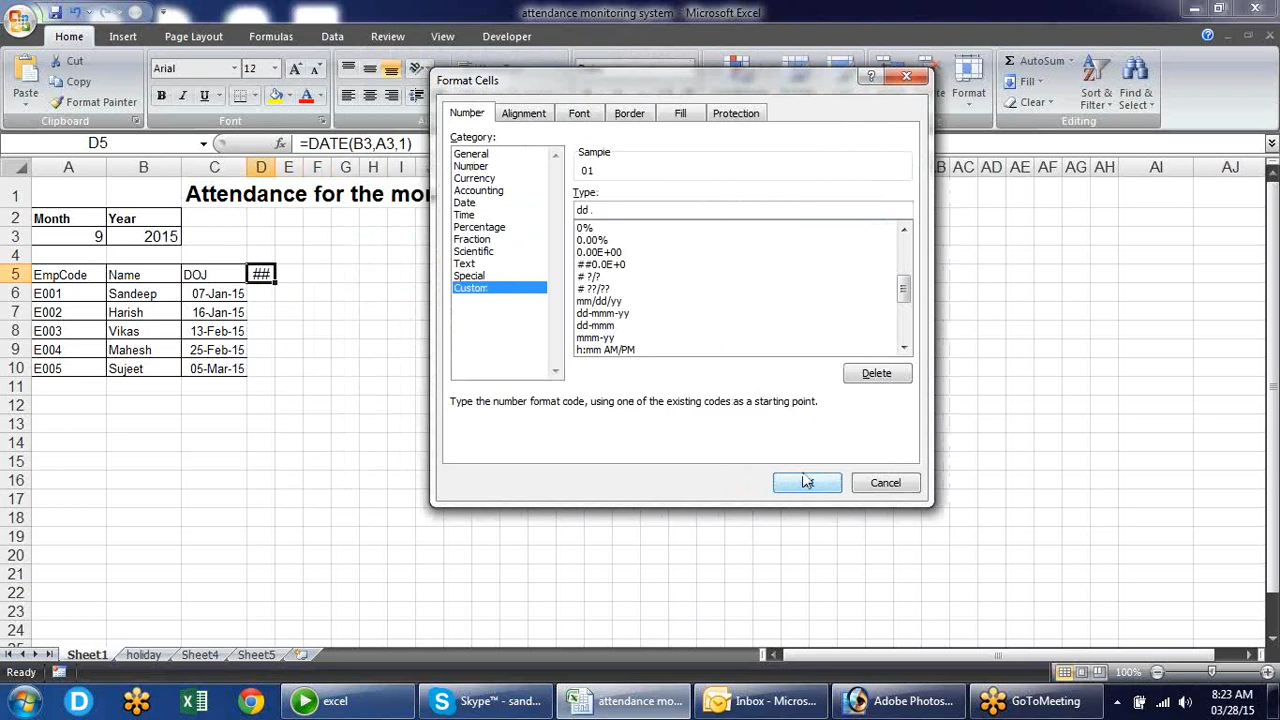 attendance monitoring system - Microsoft Excel
Home Insert Page Layout Formulas Data Review View Developer
Cut
Copy
Format Painter
Paste
Clipboard
Arial 12
B I U
Font
Format
AutoSum
Fill
Clear
Sort & Filter
Find & Select
Editing
D5 =DATE(B3,A3,1)
A B C D E F G H I AC AD AE AF AG AH AI AJ
1 Attendance for the mo
2 Month Year
3 9 2015
4
5 EmpCode Name DOJ ##
6 E001 Sandeep 07-Jan-15
7 E002 Harish 16-Jan-15
8 E003 Vikas 13-Feb-15
9 E004 Mahesh 25-Feb-15
10 E005 Sujeet 05-Mar-15
11
12
13
14
15
16
17
18
19
20
21
22
23
24
Format Cells
Number Alignment Font Border Fill Protection
Category:
General
Number
Currency
Accounting
Date
Time
Percentage
Fraction
Scientific
Text
Special
Custom
Sample
01
Type:
dd .
0%
0.00%
0.00E+00
##0.0E+0
# ?/?
# ??/??
mm/dd/yy
dd-mmm-yy
dd-mmm
mmm-yy
h:mm AM/PM
Delete
Type the number format code, using one of the existing codes as a starting point.
Cancel
Sheet1 holiday Sheet4 Sheet5
Ready 100%
excel
Skype™ - sand...
attendance mo...
Inbox - Micros...
Adobe Photos...
GoToMeeting
8:23 AM
03/28/15